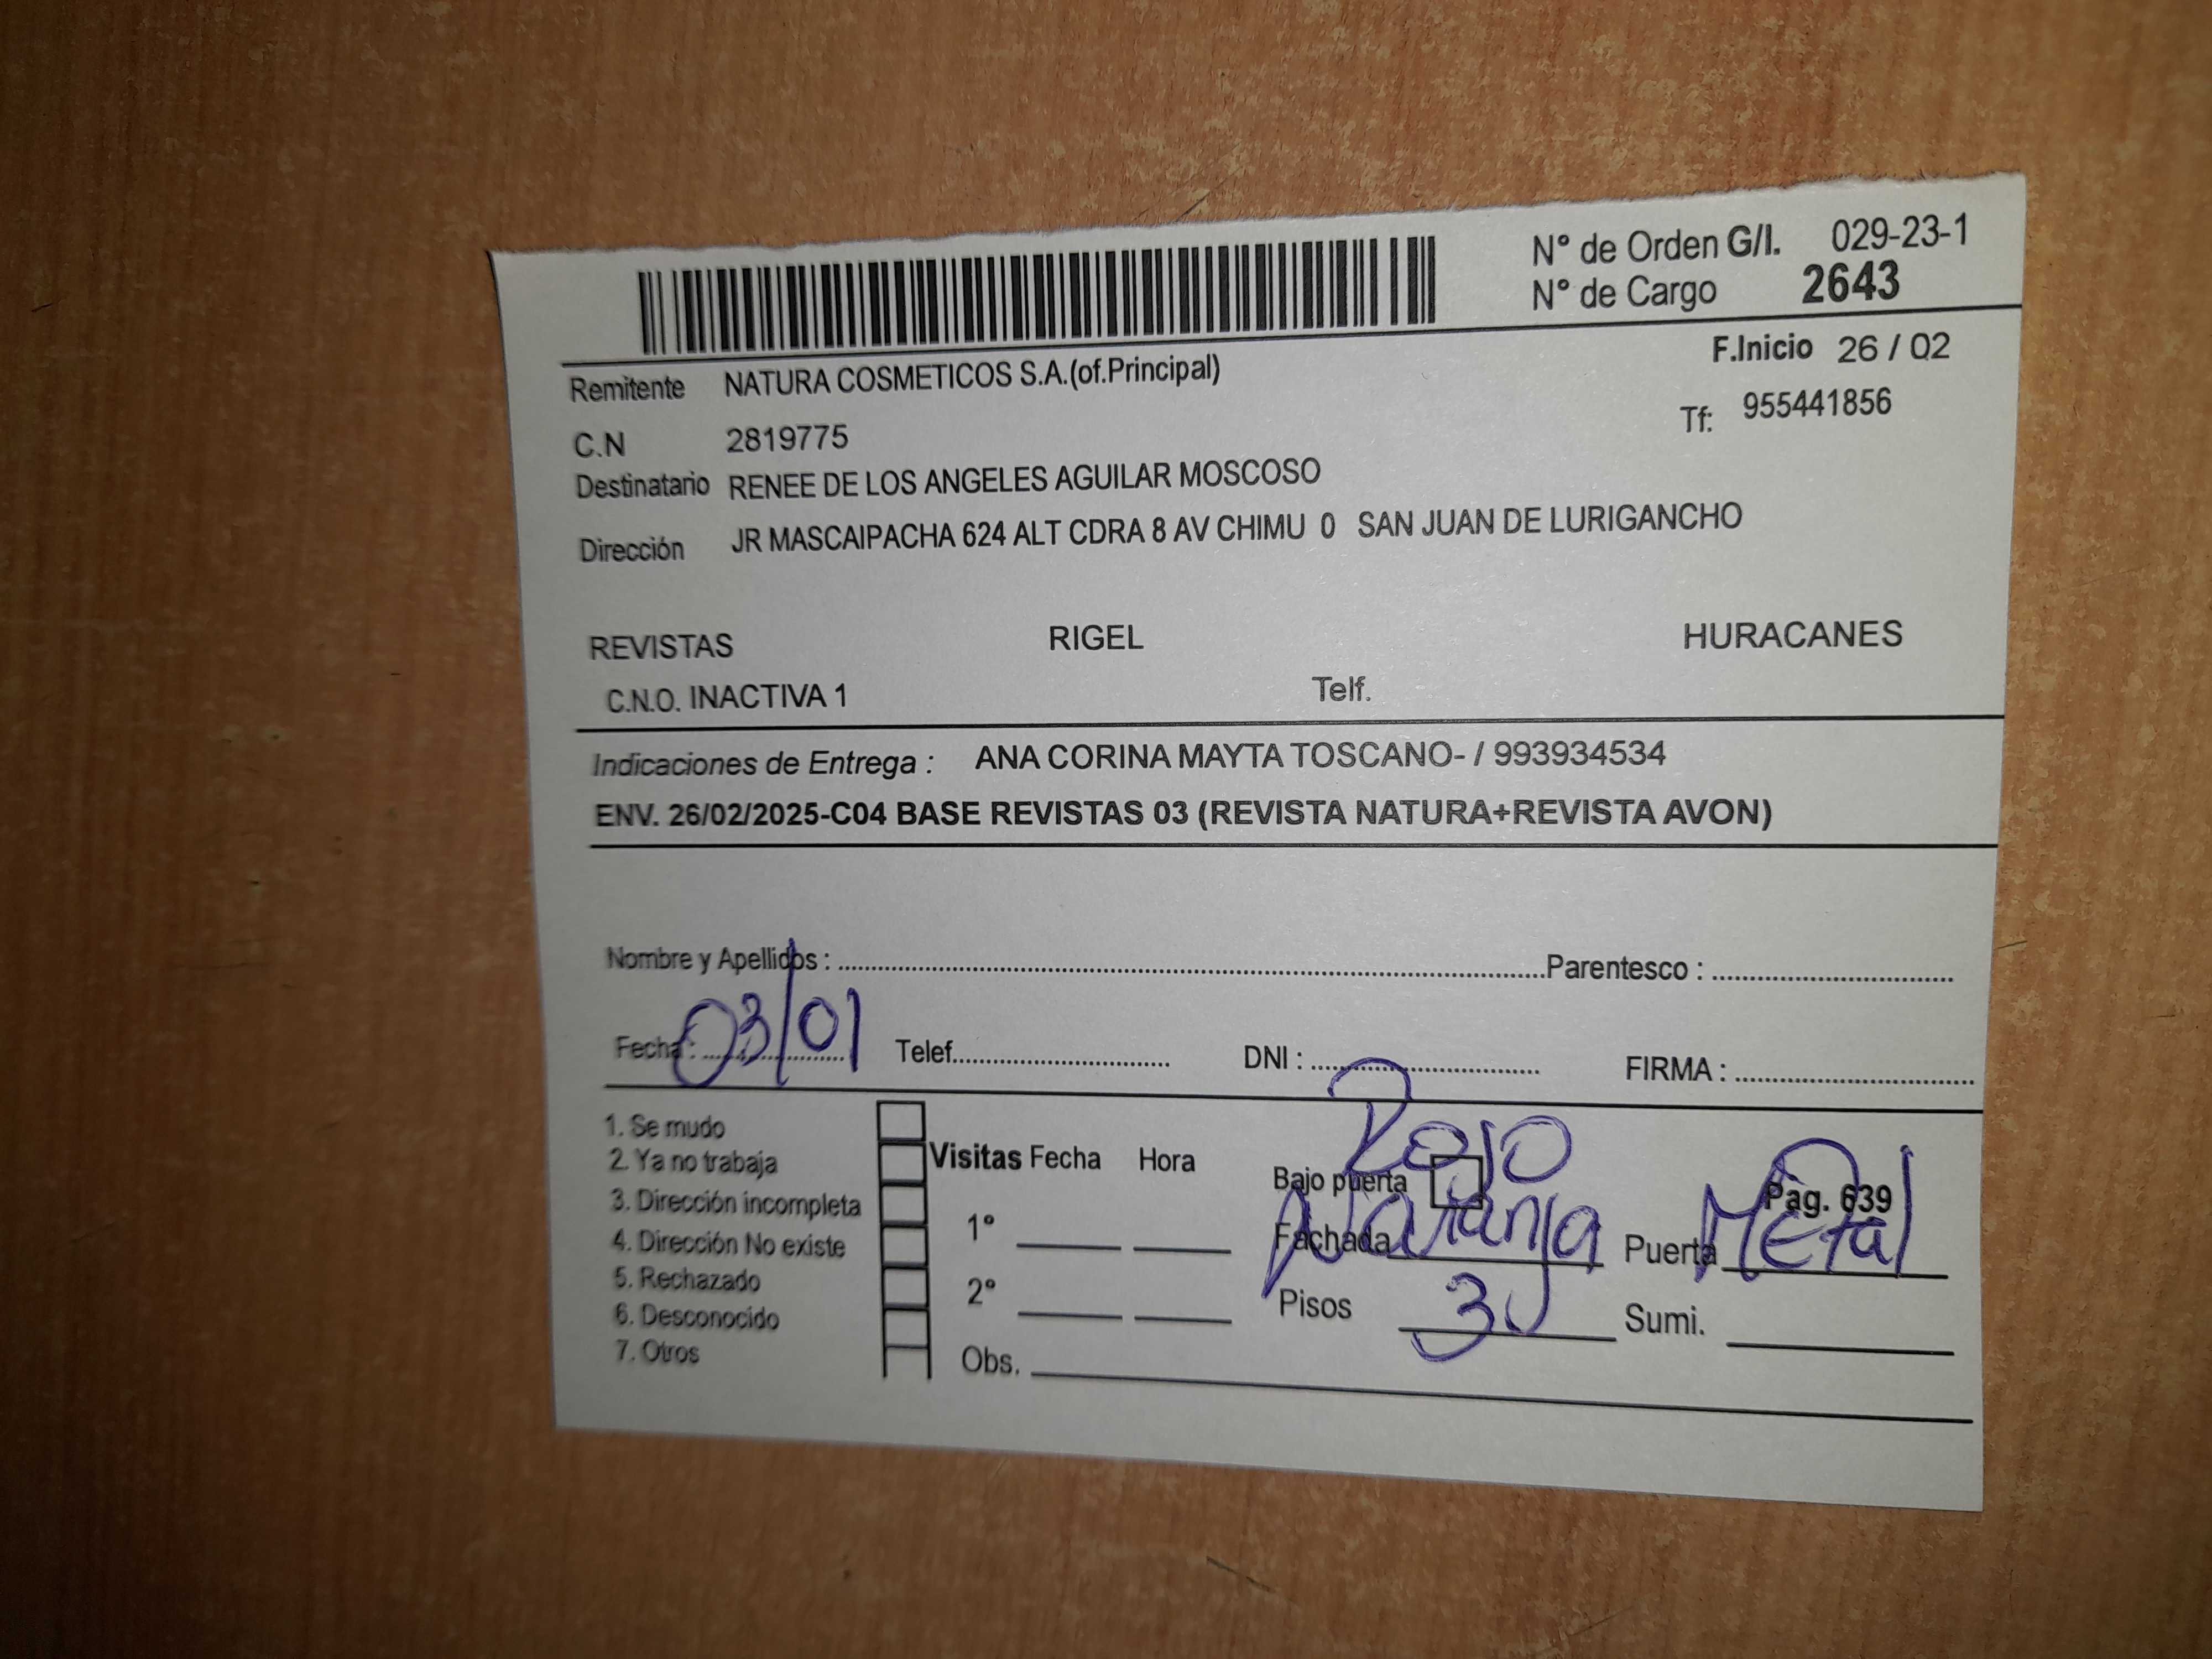 N° de Orden G/I. 029-23-1
N° de Cargo 2643
F.Inicio 26 / 02
Remitente NATURA COSMETICOS S.A.(of.Principal)
Tf: 955441856
C.N 2819775
Destinatario RENEE DE LOS ANGELES AGUILAR MOSCOSO
Dirección JR MASCAIPACHA 624 ALT CDRA 8 AV CHIMU 0 SAN JUAN DE LURIGANCHO
REVISTAS RIGEL HURACANES
C.N.O. INACTIVA 1 Telf.
Indicaciones de Entrega : ANA CORINA MAYTA TOSCANO- / 993934534
ENV. 26/02/2025-C04 BASE REVISTAS 03 (REVISTA NATURA+REVISTA AVON)
Nombre y Apellidos : Parentesco :
Fecha : 03/01 Telef. DNI : FIRMA :
1. Se mudo
2. Ya no trabaja
3. Dirección incompleta
4. Dirección No existe
5. Rechazado
6. Desconocido
7. Otros
Visitas Fecha Hora
1°
2°
Obs.
Rojo
Bajo puerta
Pág. 639
Fachada Naranja Puerta Metal
Pisos 3 Sumi.